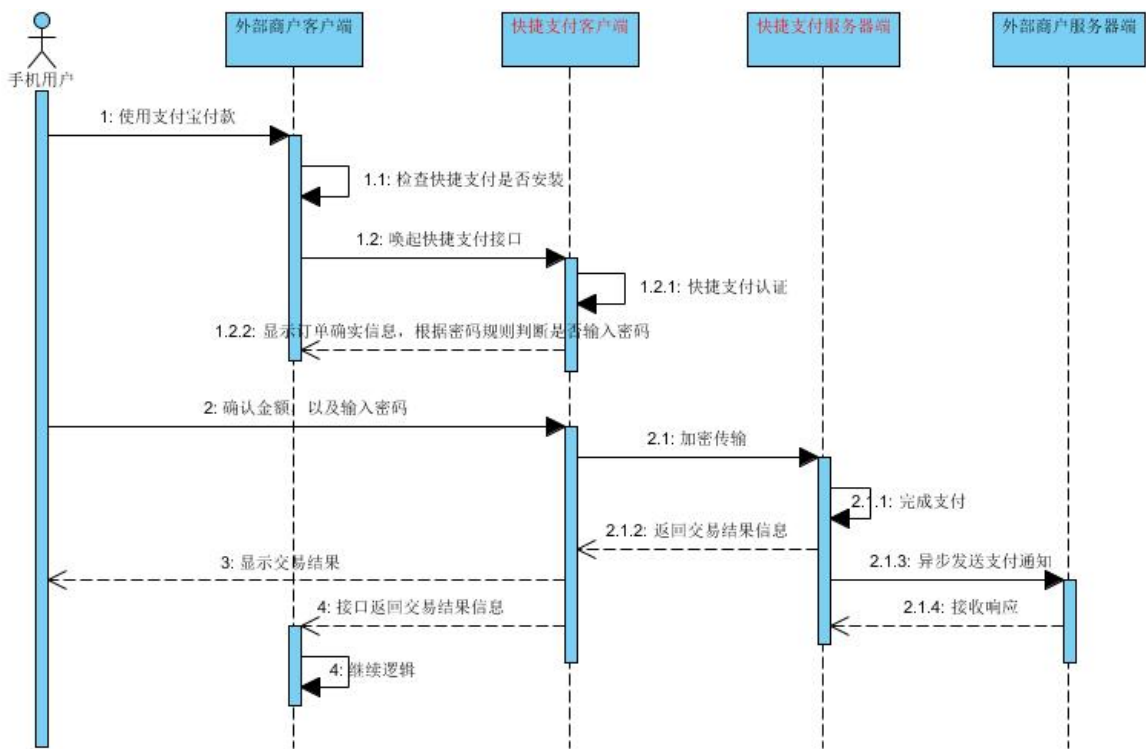 外部商户客户端
快捷支付客户端
快捷支付服务器端
外部商户服务器端
手机用户
1: 使用支付宝付款
1.1: 检查快捷支付是否安装
1.2: 唤起快捷支付接口
1.2.1: 快捷支付认证
1.2.2: 显示订单确实信息，根据密码规则判断是否输入密码
2: 确认金额，以及输入密码
2.1: 加密传输
2.1.1: 完成支付
2.1.2: 返回交易结果信息
3: 显示交易结果
2.1.3: 异步发送支付通知
4: 接口返回交易结果信息
2.1.4: 接收响应
4: 继续逻辑